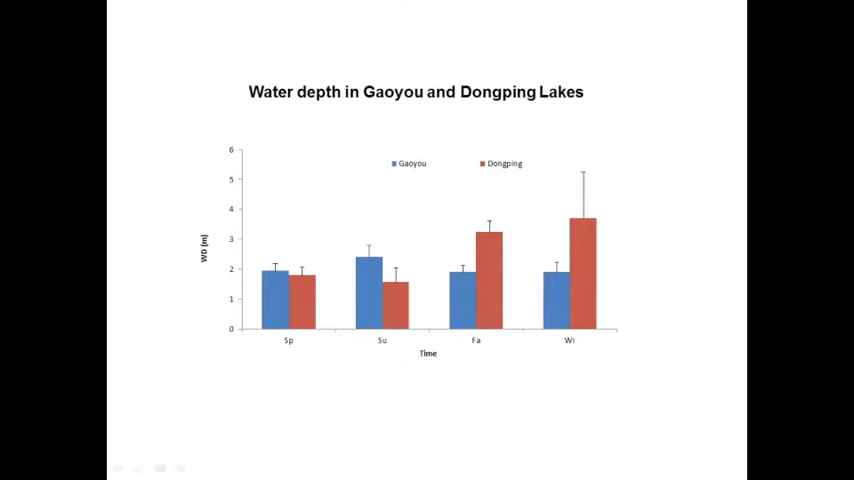 Water depth in Gaoyou and Dongping Lakes
Gaoyou Dongping
6
5
4
3
2
1
0
WD (m)
Sp Su Fa Wi
Time